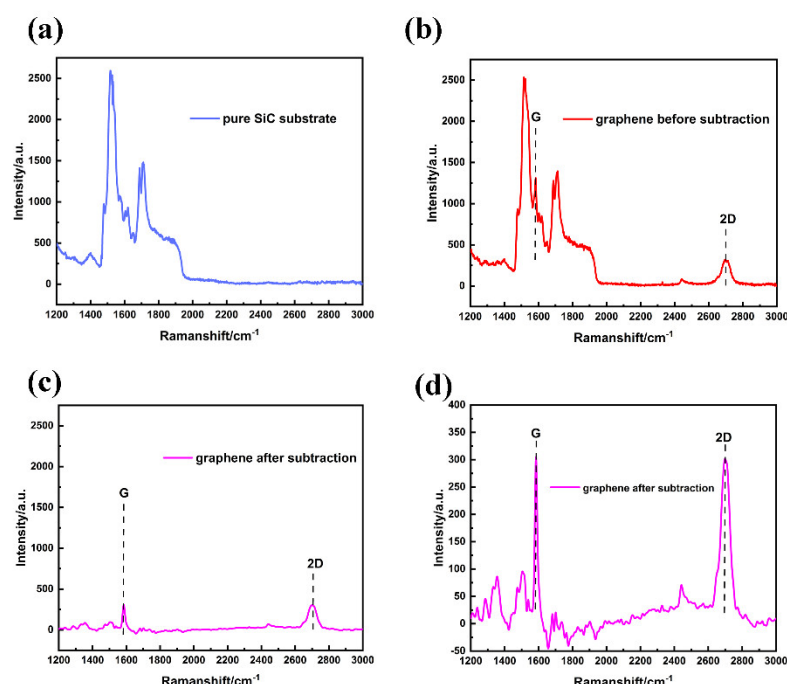 (a)
Intensity/a.u.
2500
2000
1500
1000
500
0
pure SiC substrate
1200 1400 1600 1800 2000 2200 2400 2600 2800 3000
Ramanshift/cm-1
(b)
Intensity/a.u.
2500
2000
1500
1000
500
0
G
graphene before subtraction
2D
1200 1400 1600 1800 2000 2200 2400 2600 2800 3000
Ramanshift/cm-1
(c)
Intensity/a.u.
2500
2000
1500
1000
500
0
graphene after subtraction
G
2D
1200 1400 1600 1800 2000 2200 2400 2600 2800 3000
Ramanshift/cm-1
(d)
Intensity/a.u.
400
350
300
250
200
150
100
50
0
-50
G
2D
graphene after subtraction
1200 1400 1600 1800 2000 2200 2400 2600 2800 3000
Ramanshift/cm-1